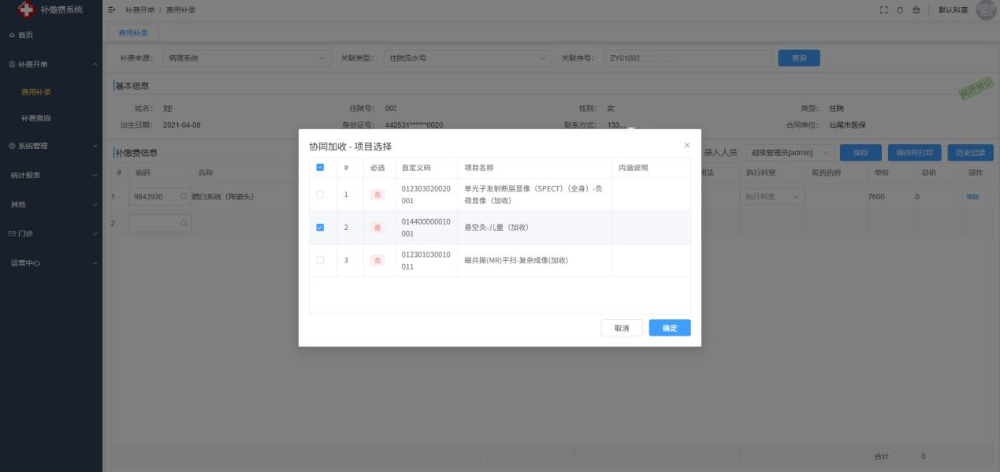 补缴费系统
补费开单 / 费用补录
默认科室
首页
补费开单
费用补录
补费查询
系统管理
统计报表
其他
门诊
运营中心
费用补录
补费来源: 病理系统 关联类型: 住院流水号 关联序号: ZY01003 查询
基本信息
姓名: 刘 住院号: 003 性别: 女 类型: 住院
出生日期: 2021-04-08 身份证号: 442531******0020 联系方式: 133 合同单位: 汕尾市医保
补缴费信息 录入人员: 超级管理员[admin] 保存 保存并打印 历史记录
# 编码 名称 执行科室 发药药房 单价 总价 操作
1 9843930 髋臼系统（陶瓷头） 执行科室 7600 0 移除
2
合计 0
协同加收 - 项目选择
# 必选 自定义码 项目名称 内涵说明
1 否 012303020020001 单光子发射断层显像（SPECT）（全身）-负荷显像（加收）
2 是 014400000010001 悬空灸-儿童（加收）
3 否 012301030010011 磁共振(MR)平扫-复杂成像(加收)
取消 确定